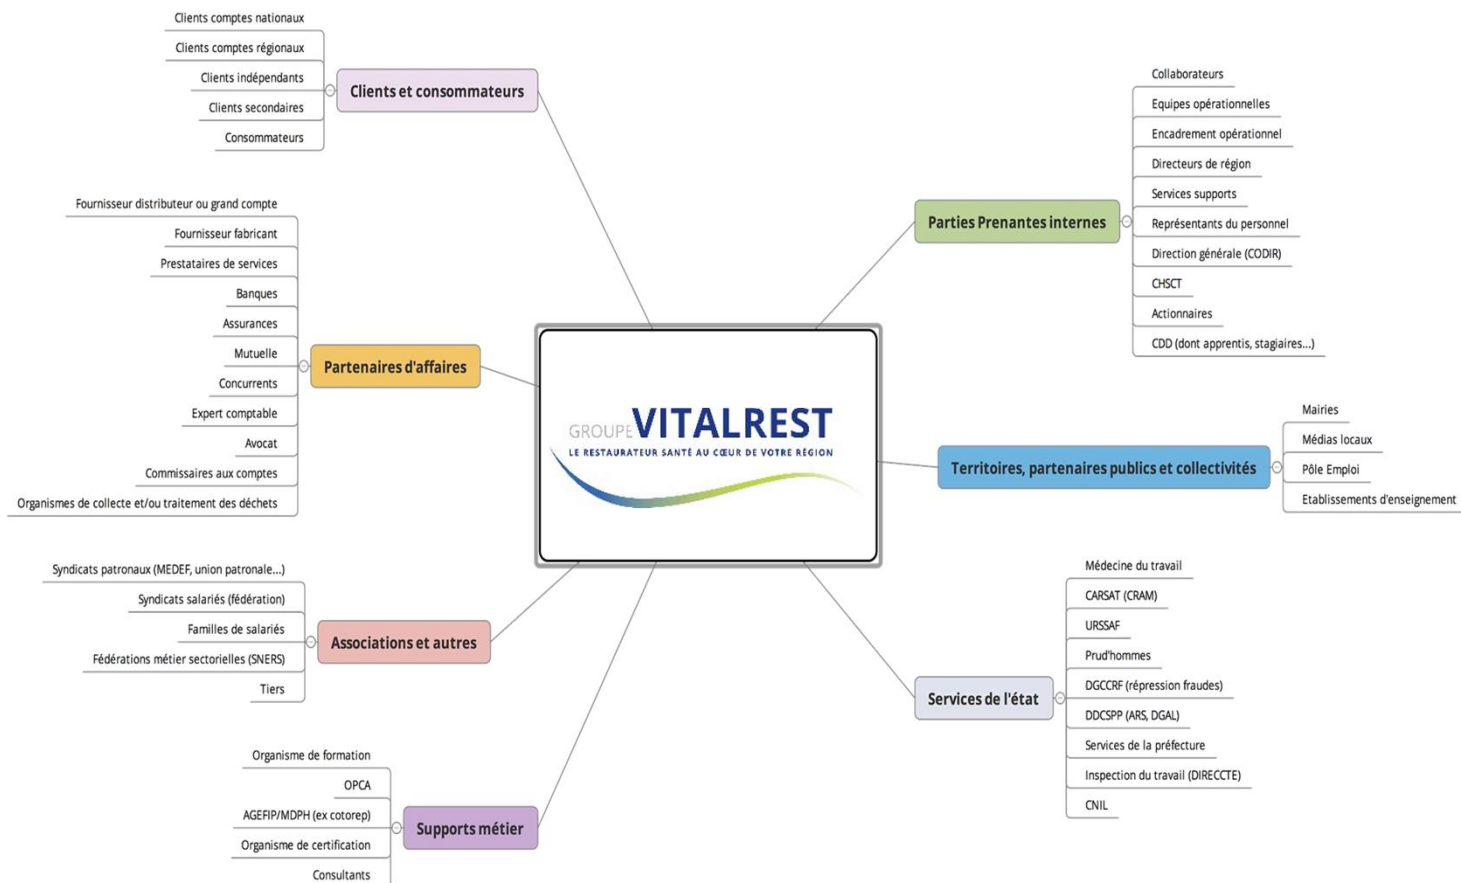 Clients comptes nationaux
Clients comptes régionaux
Clients indépendants
Clients secondaires
Consommateurs
Clients et consommateurs
Fournisseur distributeur ou grand compte
Fournisseur fabricant
Prestataires de services
Banques
Assurances
Mutuelle
Concurrents
Expert comptable
Avocat
Commissaires aux comptes
Organismes de collecte et/ou traitement des déchets
Partenaires d'affaires
Syndicats patronaux (MEDEF, union patronale...)
Syndicats salariés (fédération)
Familles de salariés
Fédérations métier sectorielles (SNERS)
Tiers
Associations et autres
Organisme de formation
OPCA
AGEFIP/MDPH (ex cotorep)
Organisme de certification
Consultants
Supports métier
GROUPE VITALREST
LE RESTAURATEUR SANTÉ AU CŒUR DE VOTRE RÉGION
Parties Prenantes internes
Collaborateurs
Equipes opérationnelles
Encadrement opérationnel
Directeurs de région
Services supports
Représentants du personnel
Direction générale (CODIR)
CHSCT
Actionnaires
CDD (dont apprentis, stagiaires...)
Territoires, partenaires publics et collectivités
Mairies
Médias locaux
Pôle Emploi
Etablissements d'enseignement
Services de l'état
Médecine du travail
CARSAT (CRAM)
URSSAF
Prud'hommes
DGCCRF (répression fraudes)
DDCSPP (ARS, DGAL)
Services de la préfecture
Inspection du travail (DIRECCTE)
CNIL